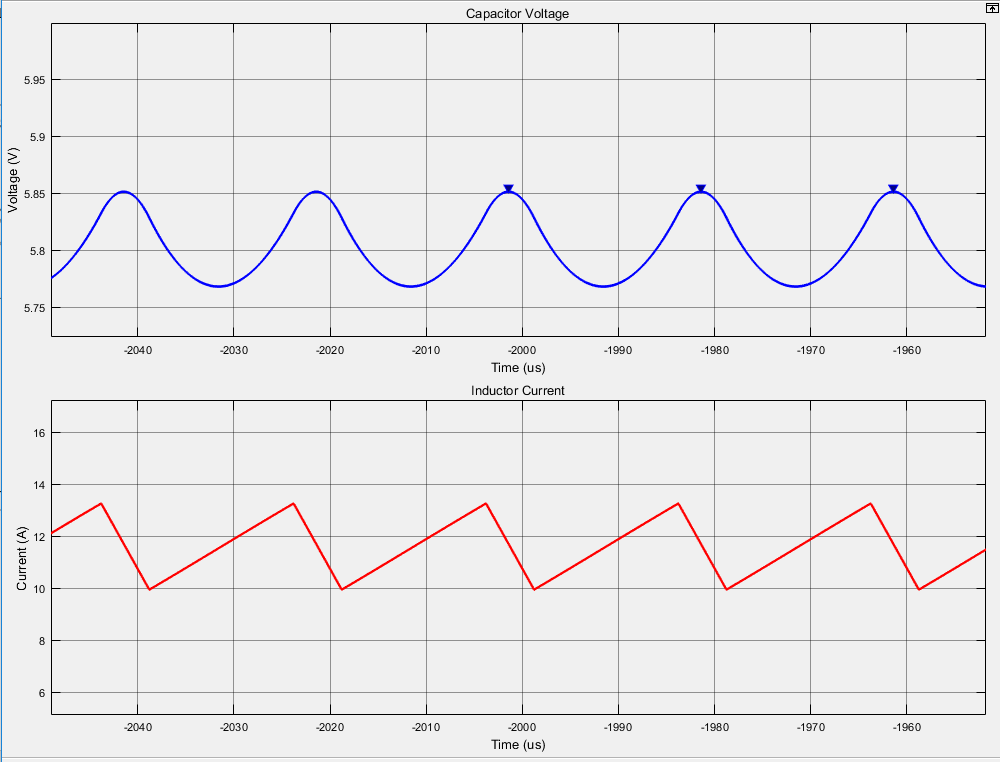 Capacitor Voltage
5.95
5.9
5.85
5.8
5.75
Voltage (V)
-2040 -2030 -2020 -2010 -2000 -1990 -1980 -1970 -1960
Time (us)
Inductor Current
16
14
12
10
8
6
Current (A)
-2040 -2030 -2020 -2010 -2000 -1990 -1980 -1970 -1960
Time (us)